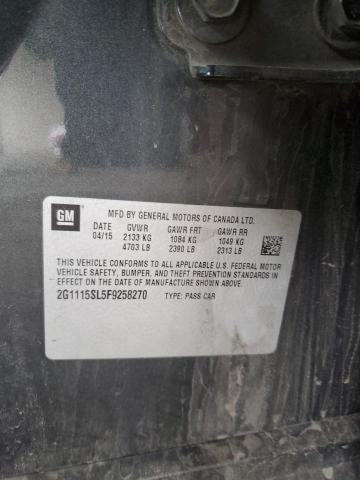 GM
MFD BY GENERAL MOTORS OF CANADA LTD.
DATE GVWR GAWR FRT GAWR RR
04/15 2133 KG 1084 KG 1049 KG
4703 LB 2390 LB 2313 LB
THIS VEHICLE CONFORMS TO ALL APPLICABLE U.S. FEDERAL MOTOR
VEHICLE SAFETY, BUMPER, AND THEFT PREVENTION STANDARDS IN
EFFECT ON THE DATE OF MANUFACTURE SHOWN ABOVE.
2G1115SL5F9258270 TYPE: PASS CAR